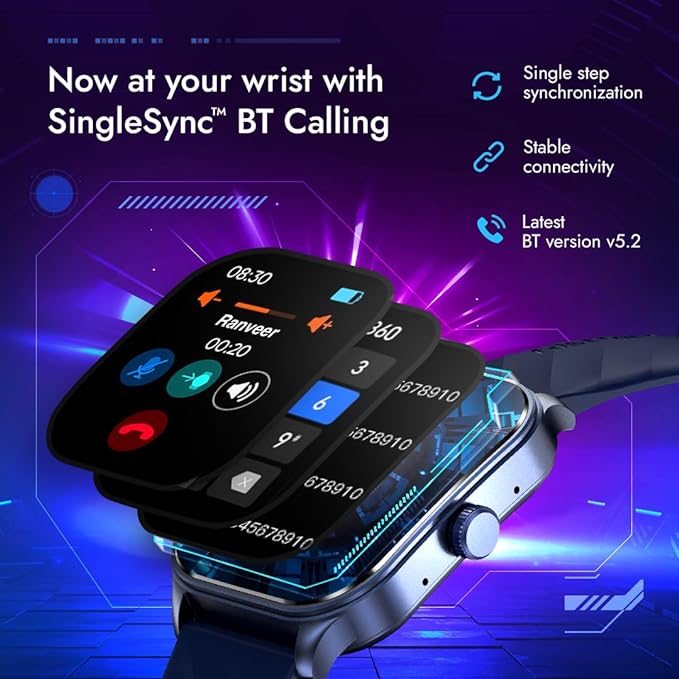 Now at your wrist with
SingleSync™ BT Calling
Single step
synchronization
Stable
connectivity
Latest
BT version v5.2
08:30
Ranveer
00:20
360
3
6
9#
5678910
5678910
678910
45678910